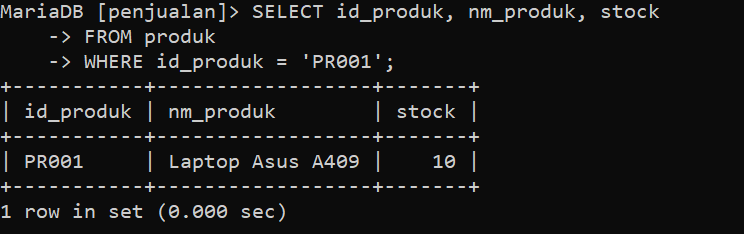 MariaDB [penjualan]> SELECT id_produk, nm_produk, stock
    -> FROM produk
    -> WHERE id_produk = 'PR001';
+-----------+------------------+-------+
| id_produk | nm_produk        | stock |
+-----------+------------------+-------+
| PR001     | Laptop Asus A409 |    10 |
+-----------+------------------+-------+
1 row in set (0.000 sec)